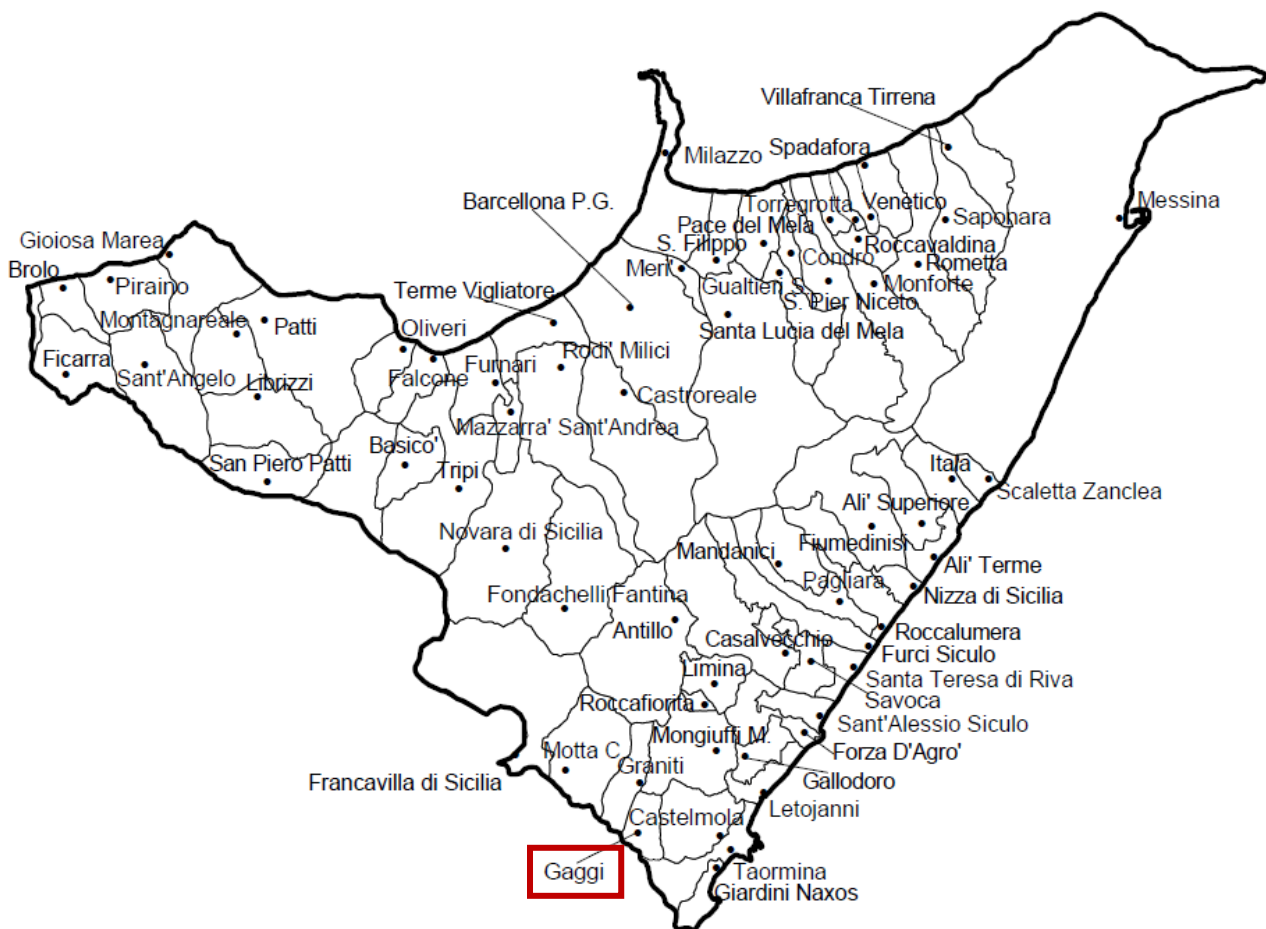 Villafranca Tirrena
Spadafora
Milazzo
Barcellona P.G.
Torregrotta
Venetico
Messina
Pace del Mela
Saponara
Gioiosa Marea
S. Filippo
Roccavaldina
Condro'
Rometta
Brolo
Meri'
Piraino
Gualtieri S.
Monforte
Terme Vigliatore
S. Pier Niceto
Montagnareale
Patti
Oliveri
Santa Lucia del Mela
Ficarra
Rodi' Milici
Sant'Angelo
Librizzi
Falcone
Furnari
Castroreale
Mazzarra' Sant'Andrea
Basico'
San Piero Patti
Tripi
Itala
Scaletta Zanclea
Ali' Superiore
Novara di Sicilia
Mandanici
Fiumedinisi
Ali' Terme
Pagliara
Nizza di Sicilia
Fondachelli Fantina
Antillo
Casalvecchio
Roccalumera
Furci Siculo
Limina
Santa Teresa di Riva
Savoca
Roccafiorita
Sant'Alessio Siculo
Mongiuffi M.
Motta C
Forza D'Agro'
Graniti
Francavilla di Sicilia
Gallodoro
Letojanni
Castelmola
Gaggi
Taormina
Giardini Naxos